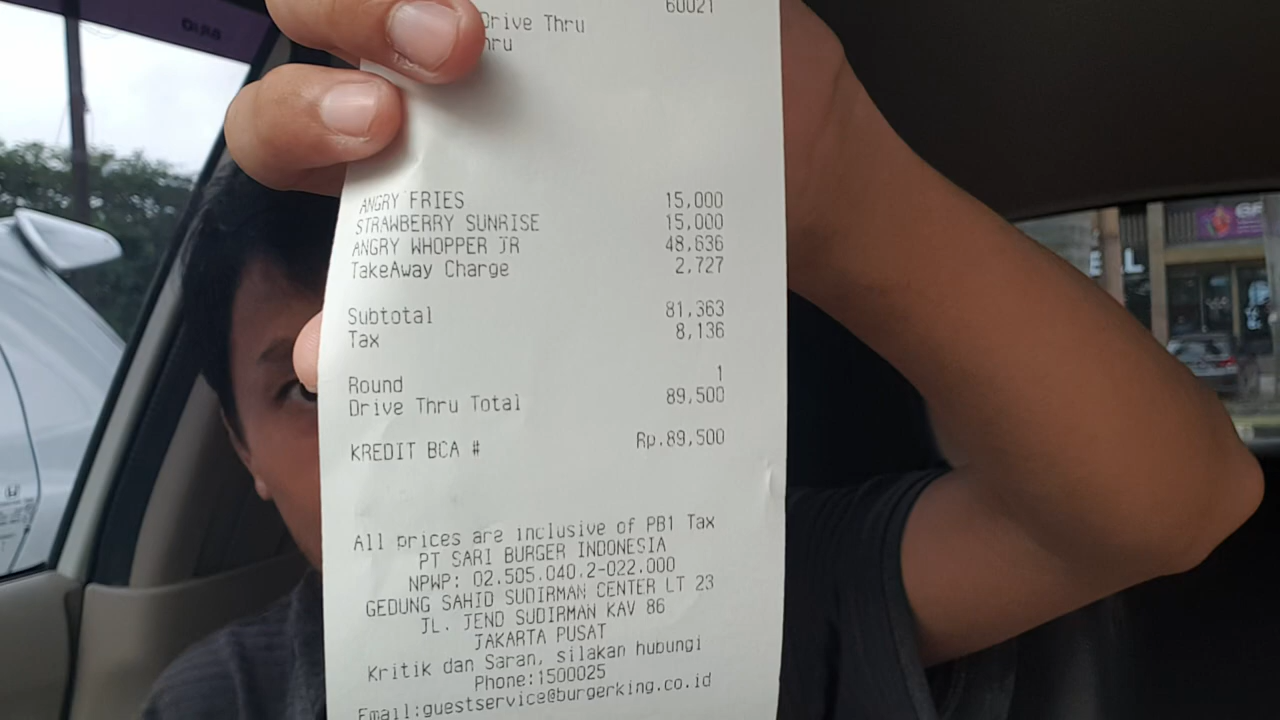 60021
Drive Thru
hru
ANGRY FRIES 15,000
STRAWBERRY SUNRISE 15,000
ANGRY WHOPPER JR 48,636
TakeAway Charge 2,727
Subtotal 81,363
Tax 8,136
Round 1
Drive Thru Total 89,500
KREDIT BCA # Rp.89,500
All prices are inclusive of PB1 Tax
PT SARI BURGER INDONESIA
NPWP: 02.505.040.2-022.000
GEDUNG SAHID SUDIRMAN CENTER LT 23
JL. JEND SUDIRMAN KAV 86
JAKARTA PUSAT
Kritik dan Saran, silakan hubungi
Phone:1500025
Email:guestservice@burgerking.co.id